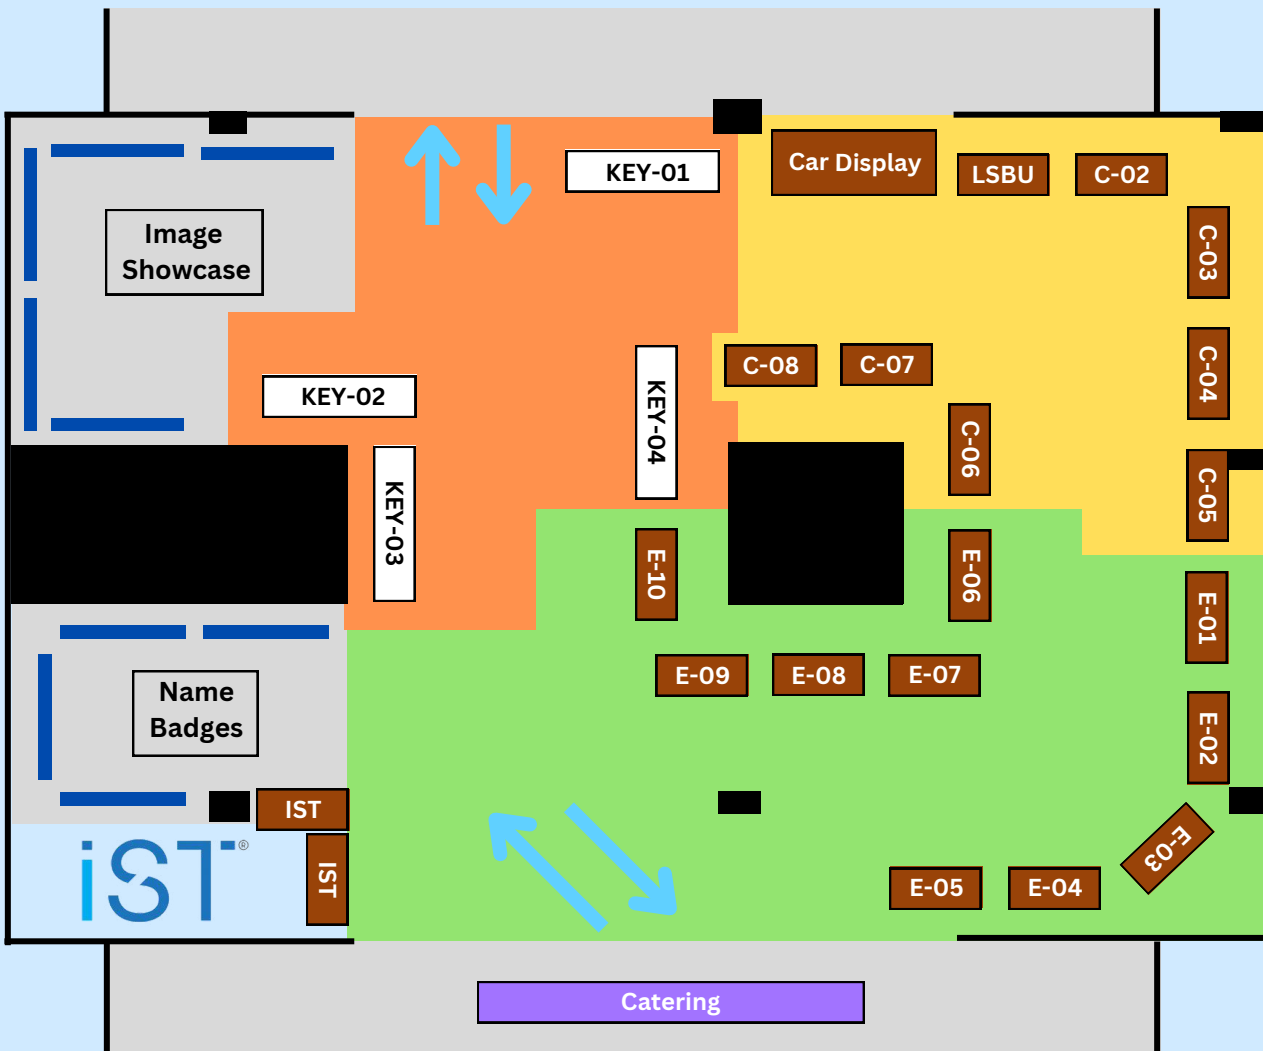 KEY-01
Car Display
LSBU
C-02
Image
Showcase
C-03
KEY-02
KEY-04
C-08
C-07
C-04
C-06
KEY-03
C-05
E-10
E-06
E-01
E-09
E-08
E-07
Name
Badges
E-02
IST
IST
iST®
E-03
E-05
E-04
Catering